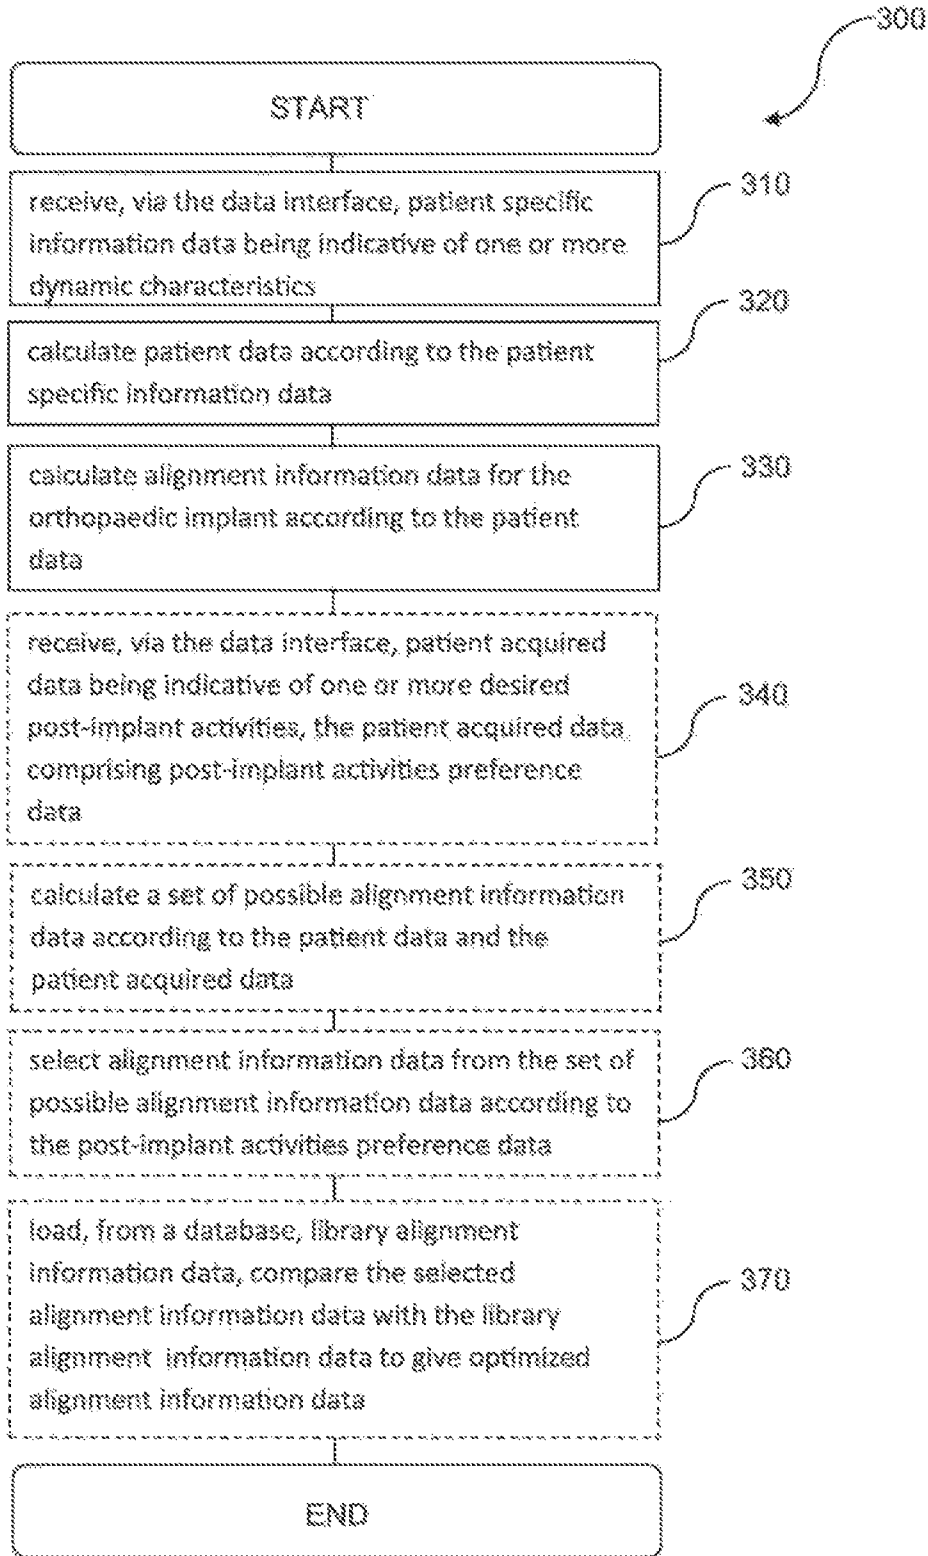 300
START
310
receive, via the data interface, patient specific
information data being indicative of one or more
dynamic characteristics
320
calculate patient data according to the patient
specific information data
330
calculate alignment information data for the
orthopaedic implant according to the patient
data
340
receive, via the data interface, patient acquired
data being indicative of one or more desired
post-implant activities, the patient acquired data
comprising post-implant activities preference
data
350
calculate a set of possible alignment information
data according to the patient data and the
patient acquired data
360
select alignment information data from the set of
possible alignment information data according to
the post-implant activities preference data
370
load, from a database, library alignment
information data, compare the selected
alignment information data with the library
alignment information data to give optimized
alignment information data
END